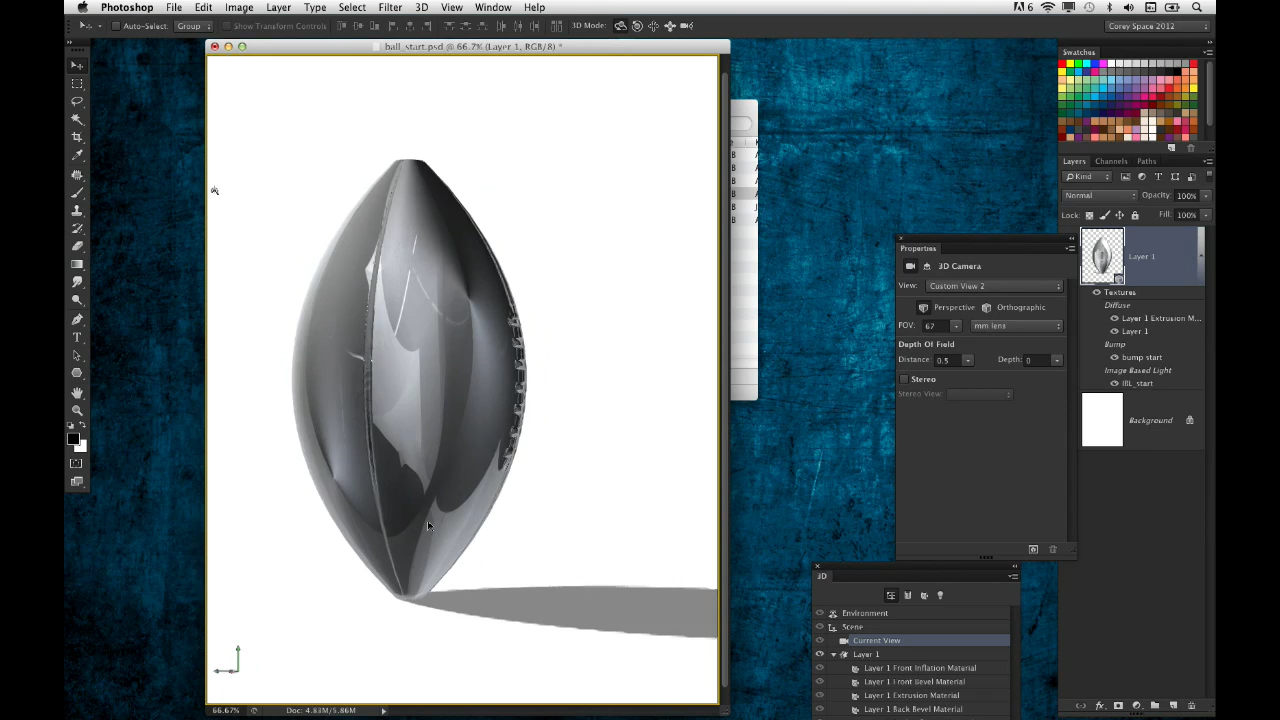 Photoshop File Edit Image Layer Type Select Filter 3D View Window Help
6
Auto-Select: Group Show Transform Controls 3D Mode: Corey Space 2012
ball_start.psd @ 66.7% (Layer 1, RGB/8) *
Swatches
Layers Channels Paths
Kind
Normal Opacity: 100%
Lock: Fill: 100%
Layer 1
Textures
Diffuse
Layer 1 Extrusion M...
Layer 1
Bump
bump start
Image Based Light
IBL_start
Background
Properties
3D Camera
View: Custom View 2
Perspective Orthographic
FOV: 67 mm lens
Depth Of Field
Distance: 0.5 Depth: 0
Stereo
Stereo View:
3D
Environment
Scene
Current View
Layer 1
Layer 1 Front Inflation Material
Layer 1 Front Bevel Material
Layer 1 Extrusion Material
Layer 1 Back Bevel Material
66.67% Doc: 4.83M/5.86M